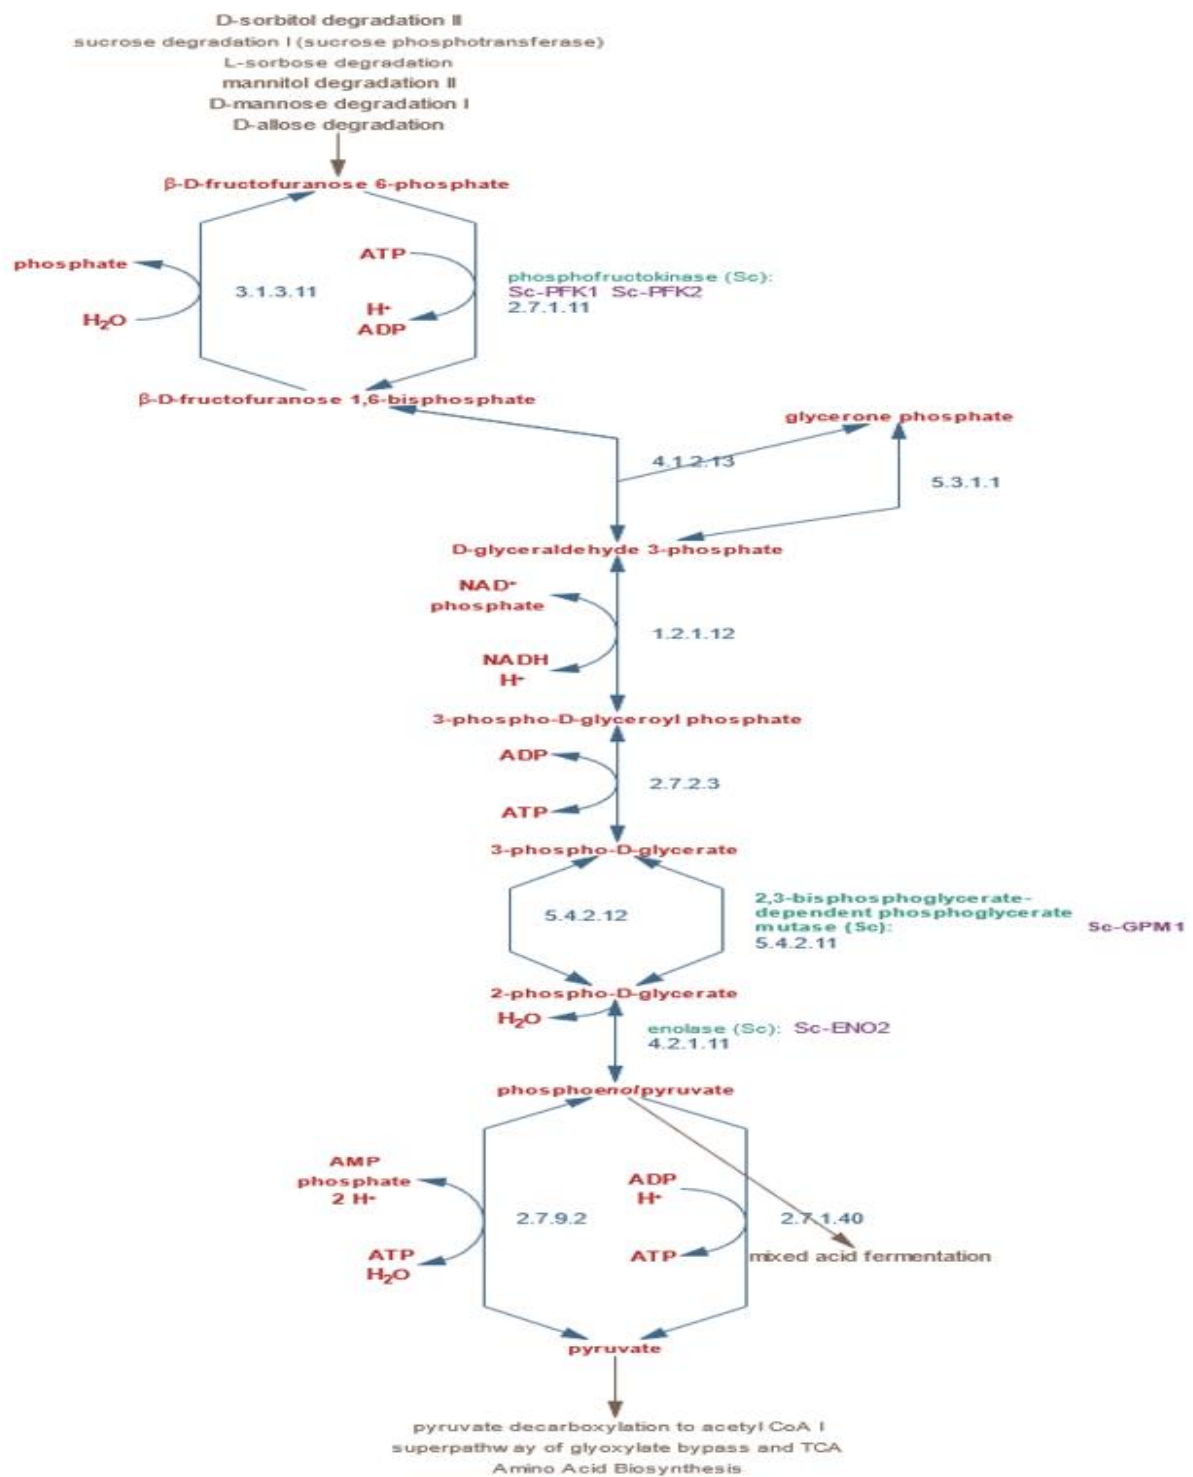 D-sorbitol degradation II
sucrose degradation I (sucrose phosphotransferase)
L-sorbose degradation
mannitol degradation II
D-mannose degradation I
D-allose degradation
β-D-fructofuranose 6-phosphate
phosphate
H₂O
3.1.3.11
ATP
H⁺
ADP
phosphofructokinase (Sc):
Sc-PFK1 Sc-PFK2
2.7.1.11
β-D-fructofuranose 1,6-bisphosphate
glycerone phosphate
4.1.2.13
5.3.1.1
D-glyceraldehyde 3-phosphate
NAD⁺
phosphate
1.2.1.12
NADH
H⁺
3-phospho-D-glyceroyl phosphate
ADP
2.7.2.3
ATP
3-phospho-D-glycerate
5.4.2.12
2,3-bisphosphoglycerate-
dependent phosphoglycerate
mutase (Sc): Sc-GPM1
5.4.2.11
2-phospho-D-glycerate
H₂O
enolase (Sc): Sc-ENO2
4.2.1.11
phosphoenolpyruvate
AMP
phosphate
2 H⁺
2.7.9.2
ATP
H₂O
ADP
H⁺
2.7.1.40
ATP
mixed acid fermentation
pyruvate
pyruvate decarboxylation to acetyl CoA I
superpathway of glyoxylate bypass and TCA
Amino Acid Biosynthesis